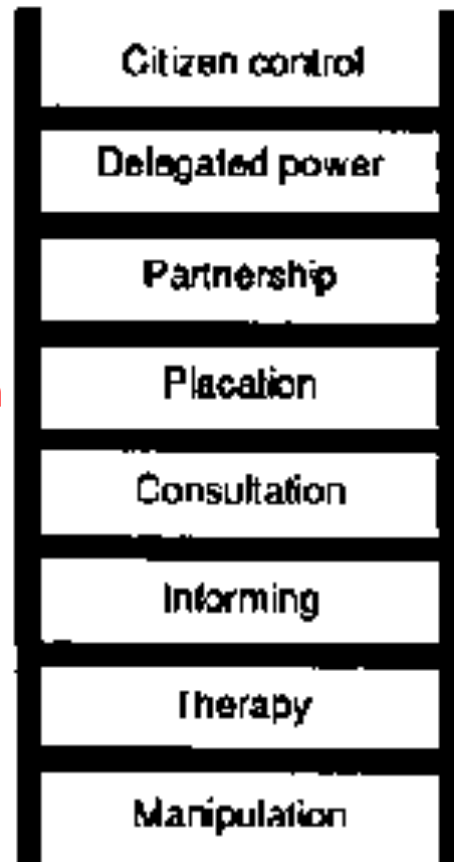 Citizen control
Delegated power
Partnership
Placation
Consultation
Informing
Therapy
Manipulation